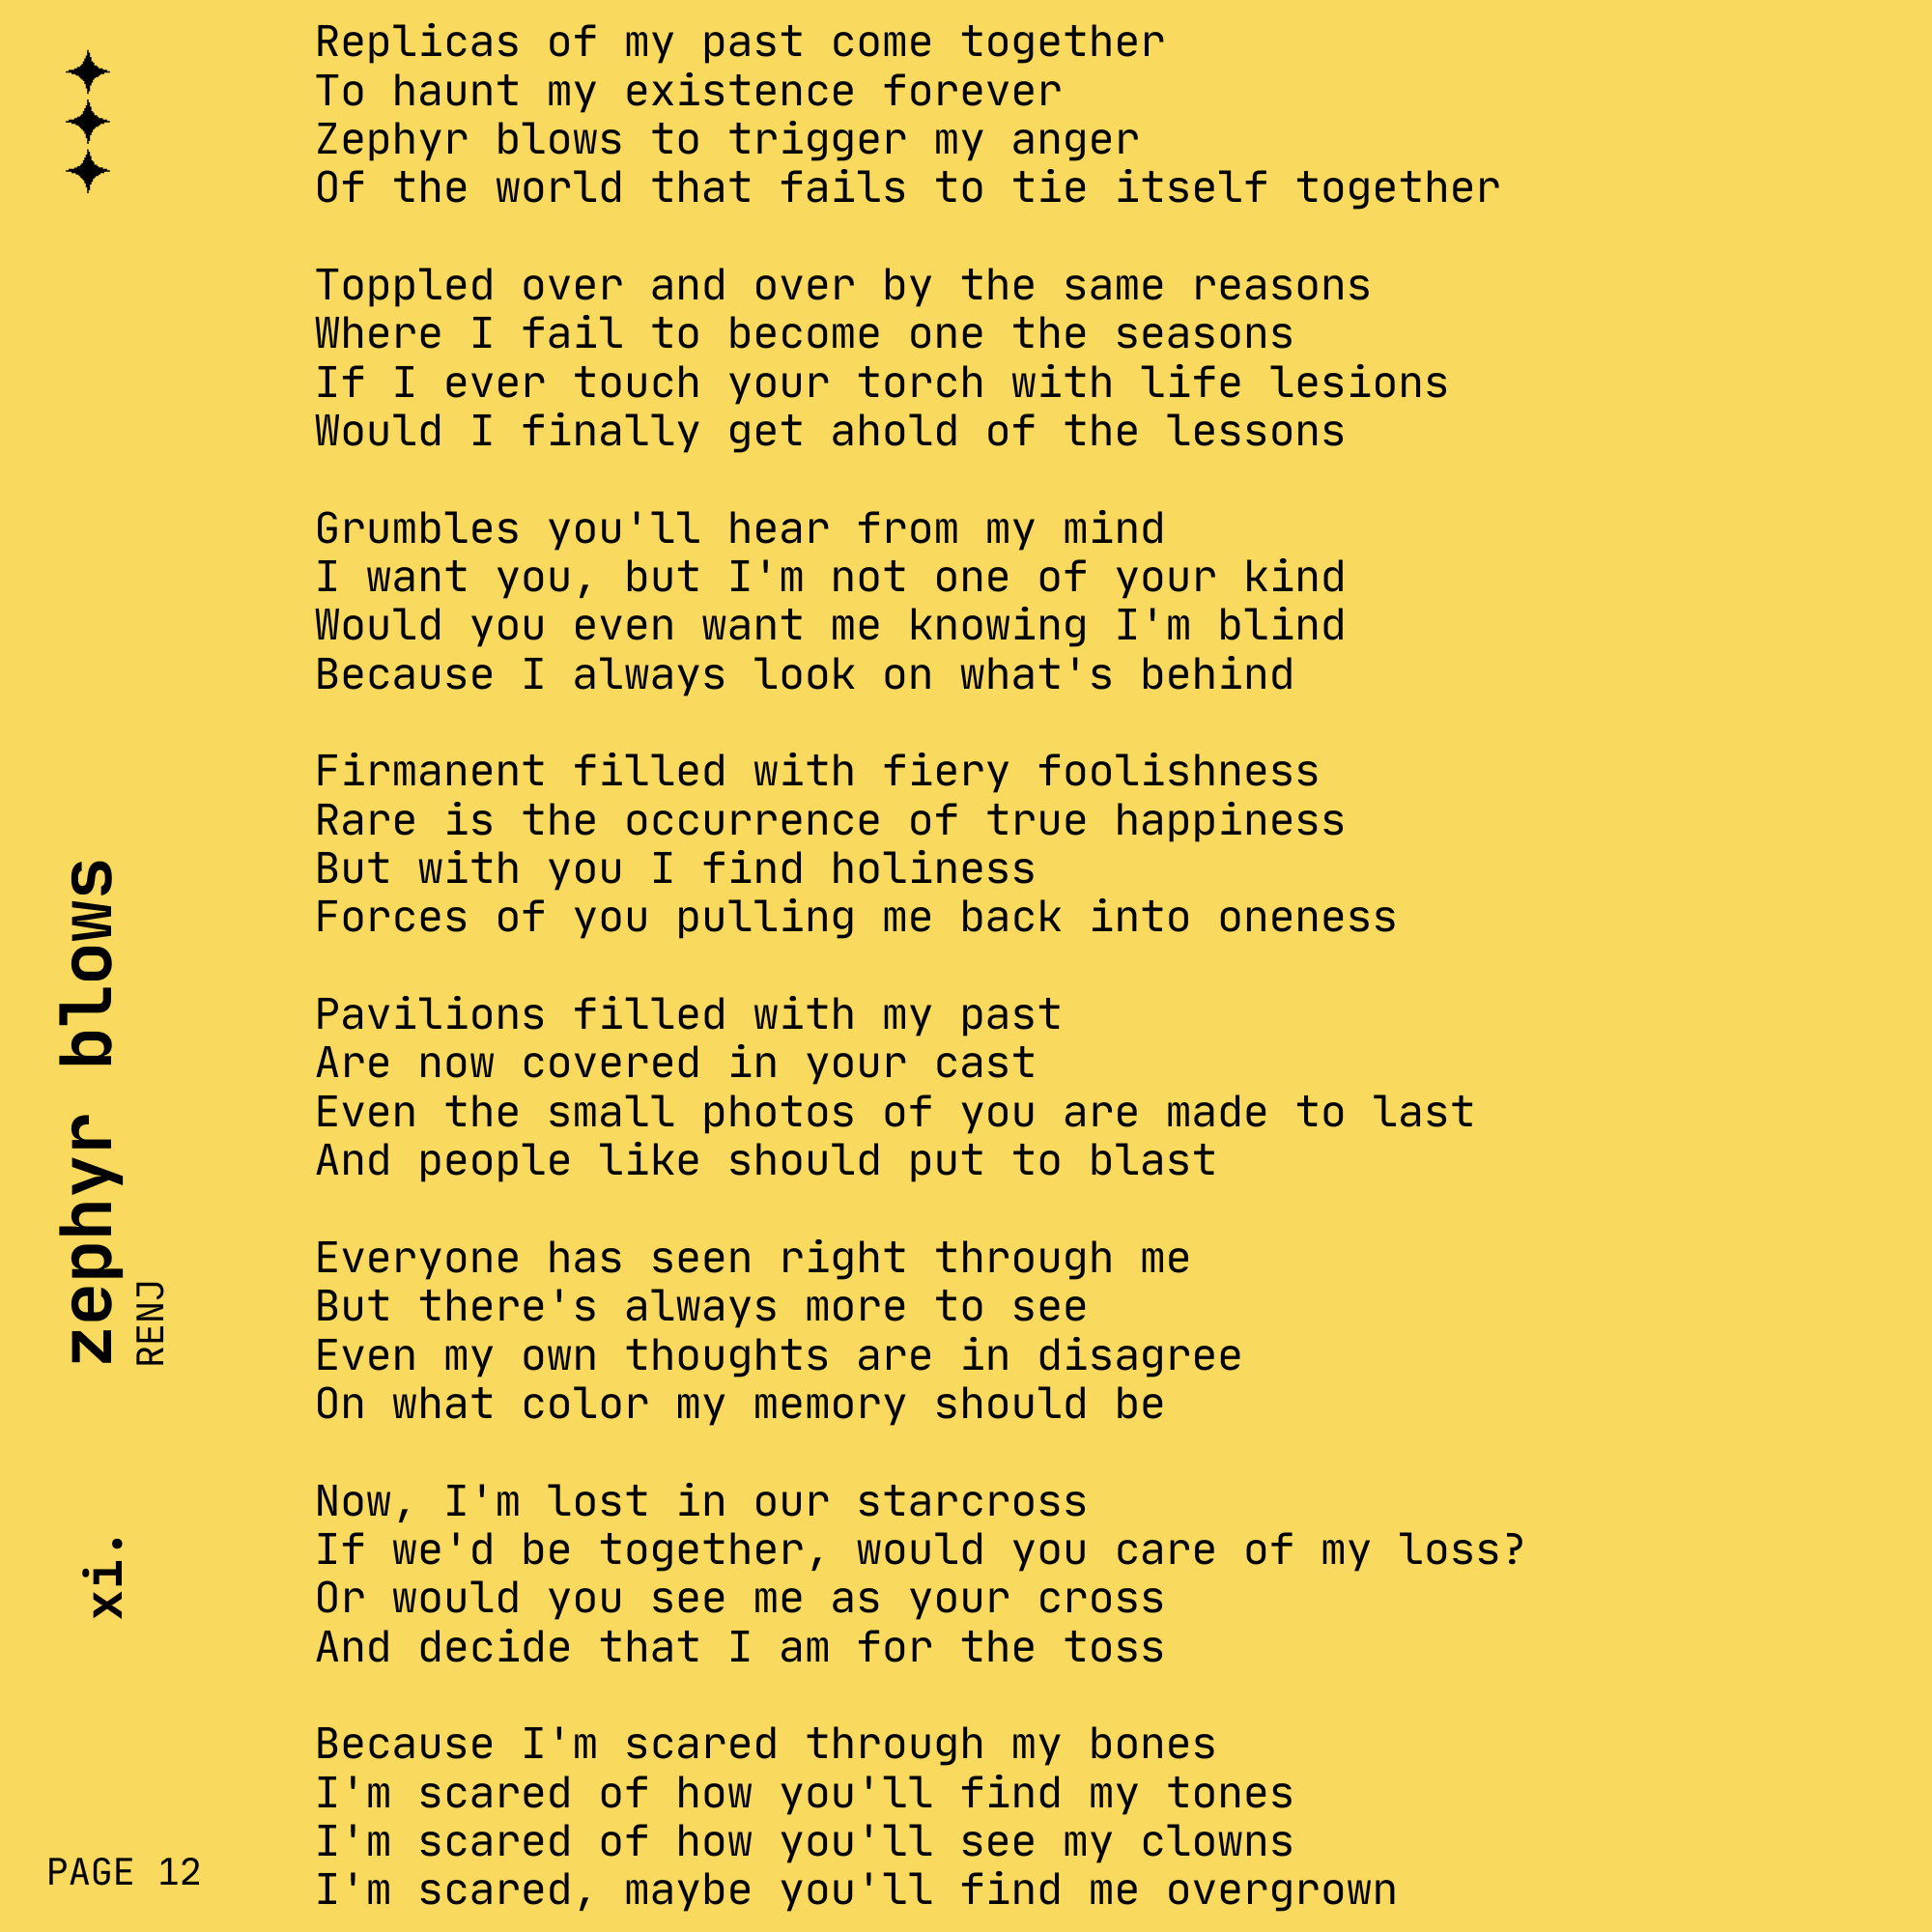 Replicas of my past come together
To haunt my existence forever
Zephyr blows to trigger my anger
Of the world that fails to tie itself together

Toppled over and over by the same reasons
Where I fail to become one the seasons
If I ever touch your torch with life lesions
Would I finally get ahold of the lessons

Grumbles you'll hear from my mind
I want you, but I'm not one of your kind
Would you even want me knowing I'm blind
Because I always look on what's behind

Firmanent filled with fiery foolishness
Rare is the occurrence of true happiness
But with you I find holiness
Forces of you pulling me back into oneness

Pavilions filled with my past
Are now covered in your cast
Even the small photos of you are made to last
And people like should put to blast

Everyone has seen right through me
But there's always more to see
Even my own thoughts are in disagree
On what color my memory should be

Now, I'm lost in our starcross
If we'd be together, would you care of my loss?
Or would you see me as your cross
And decide that I am for the toss

Because I'm scared through my bones
I'm scared of how you'll find my tones
I'm scared of how you'll see my clowns
I'm scared, maybe you'll find me overgrown

zephyr blows
RENJ
xi.
PAGE 12